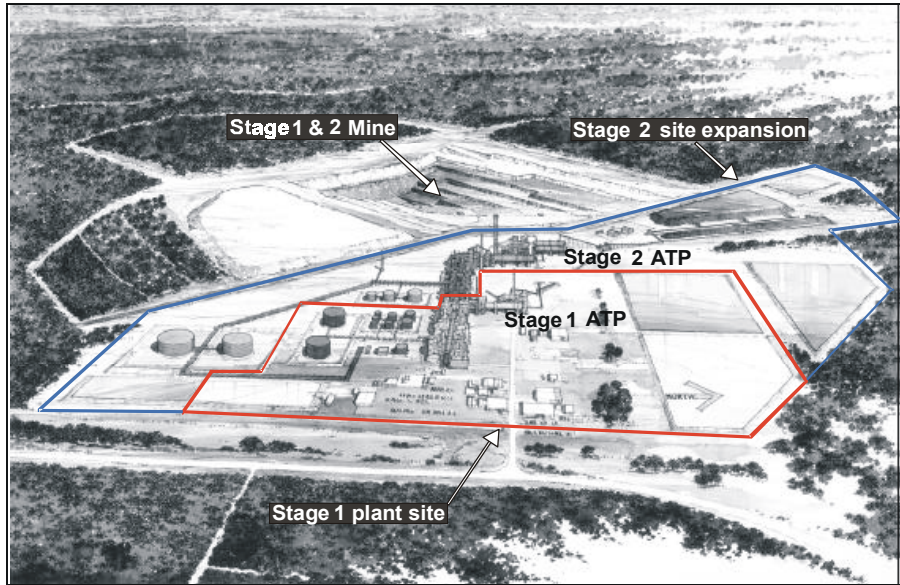 Stage 1 & 2 Mine
Stage 2 site expansion
Stage 2 ATP
Stage 1 ATP
Stage 1 plant site